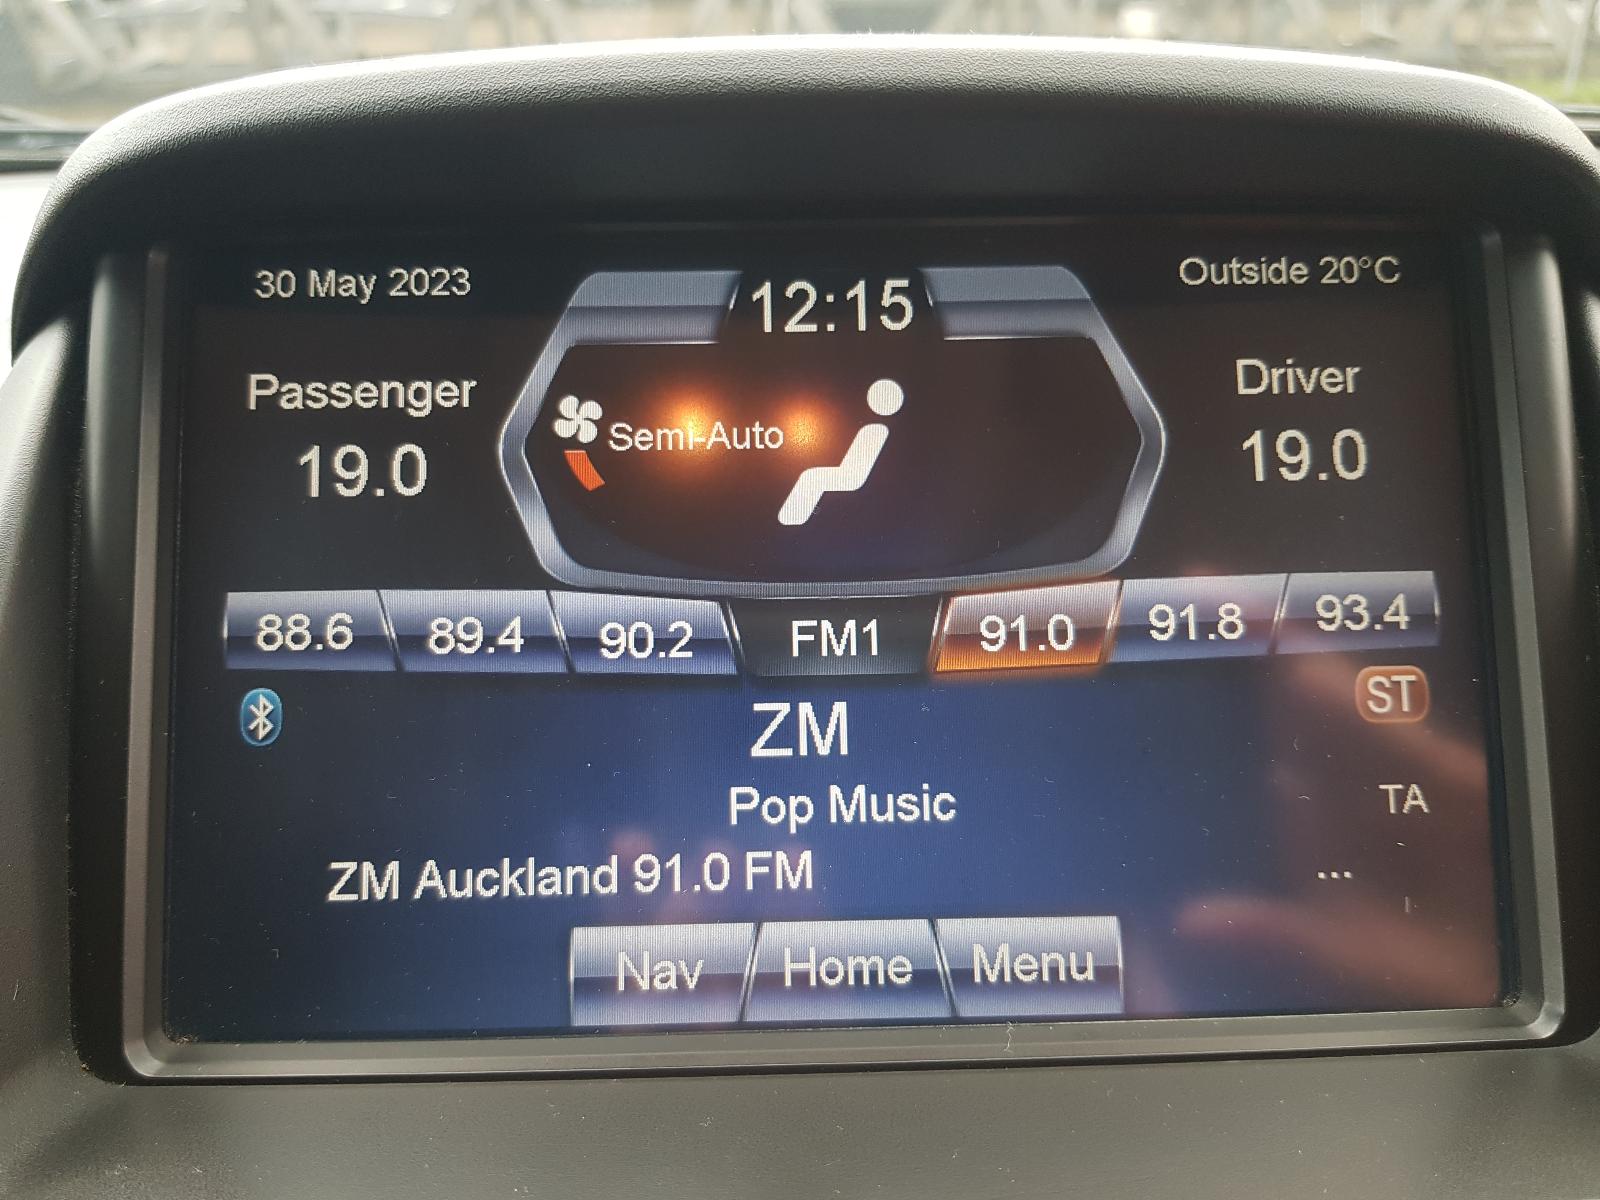 30 May 2023
12:15
Outside 20°C
Passenger
19.0
Semi-Auto
Driver
19.0
88.6 89.4 90.2 FM1 91.0 91.8 93.4
ZM
ST
Pop Music
TA
ZM Auckland 91.0 FM
...
Nav Home Menu